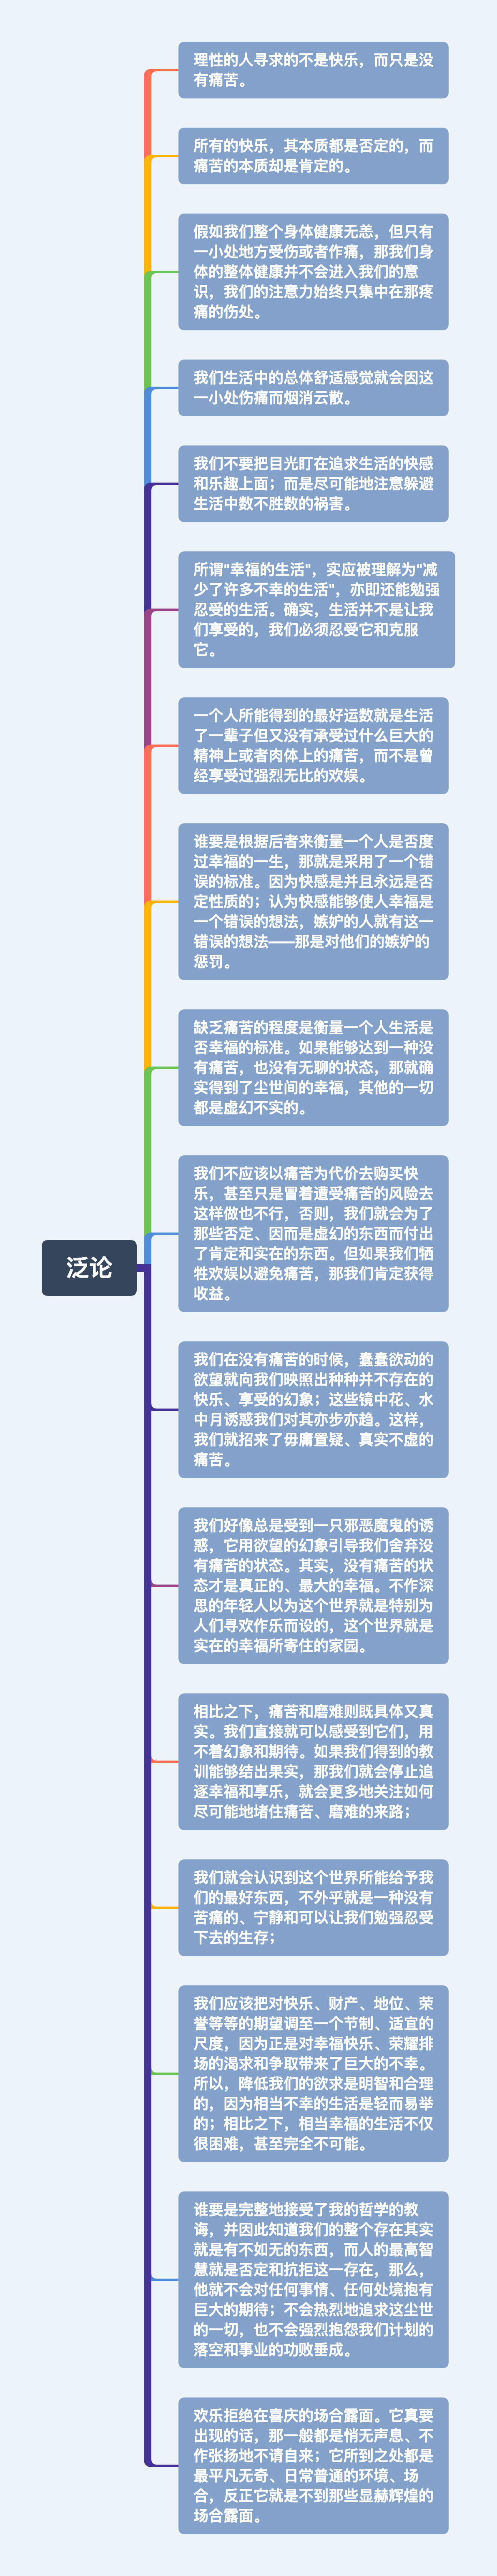 理性的人寻求的不是快乐，而只是没
有痛苦。
所有的快乐，其本质都是否定的，而
痛苦的本质却是肯定的。
假如我们整个身体健康无恙，但只有
一小处地方受伤或者作痛，那我们身
体的整体健康并不会进入我们的意
识，我们的注意力始终只集中在那疼
痛的伤处。
我们生活中的总体舒适感觉就会因这
一小处伤痛而烟消云散。
我们不要把目光盯在追求生活的快感
和乐趣上面；而是尽可能地注意躲避
生活中数不胜数的祸害。
所谓"幸福的生活"，实应被理解为"减
少了许多不幸的生活"，亦即还能勉强
忍受的生活。确实，生活并不是让我
们享受的，我们必须忍受它和克服
它。
一个人所能得到的最好运数就是生活
了一辈子但又没有承受过什么巨大的
精神上或者肉体上的痛苦，而不是曾
经享受过强烈无比的欢娱。
谁要是根据后者来衡量一个人是否度
过幸福的一生，那就是采用了一个错
误的标准。因为快感是并且永远是否
定性质的；认为快感能够使人幸福是
一个错误的想法，嫉妒的人就有这一
错误的想法——那是对他们的嫉妒的
惩罚。
缺乏痛苦的程度是衡量一个人生活是
否幸福的标准。如果能够达到一种没
有痛苦，也没有无聊的状态，那就确
实得到了尘世间的幸福，其他的一切
都是虚幻不实的。
我们不应该以痛苦为代价去购买快
乐，甚至只是冒着遭受痛苦的风险去
这样做也不行，否则，我们就会为了
那些否定、因而是虚幻的东西而付出
了肯定和实在的东西。但如果我们牺
牲欢娱以避免痛苦，那我们肯定获得
收益。
泛论
我们在没有痛苦的时候，蠢蠢欲动的
欲望就向我们映照出种种并不存在的
快乐、享受的幻象；这些镜中花、水
中月诱惑我们对其亦步亦趋。这样，
我们就招来了毋庸置疑、真实不虚的
痛苦。
我们好像总是受到一只邪恶魔鬼的诱
惑，它用欲望的幻象引导我们舍弃没
有痛苦的状态。其实，没有痛苦的状
态才是真正的、最大的幸福。不作深
思的年轻人以为这个世界就是特别为
人们寻欢作乐而设的，这个世界就是
实在的幸福所寄住的家园。
相比之下，痛苦和磨难则既具体又真
实。我们直接就可以感受到它们，用
不着幻象和期待。如果我们得到的教
训能够结出果实，那我们就会停止追
逐幸福和享乐，就会更多地关注如何
尽可能地堵住痛苦、磨难的来路；
我们就会认识到这个世界所能给予我
们的最好东西，不外乎就是一种没有
苦痛的、宁静和可以让我们勉强忍受
下去的生存；
我们应该把对快乐、财产、地位、荣
誉等等的期望调至一个节制、适宜的
尺度，因为正是对幸福快乐、荣耀排
场的渴求和争取带来了巨大的不幸。
所以，降低我们的欲求是明智和合理
的，因为相当不幸的生活是轻而易举
的；相比之下，相当幸福的生活不仅
很困难，甚至完全不可能。
谁要是完整地接受了我的哲学的教
诲，并因此知道我们的整个存在其实
就是有不如无的东西，而人的最高智
慧就是否定和抗拒这一存在，那么，
他就不会对任何事情、任何处境抱有
巨大的期待；不会热烈地追求这尘世
的一切，也不会强烈抱怨我们计划的
落空和事业的功败垂成。
欢乐拒绝在喜庆的场合露面。它真要
出现的话，那一般都是悄无声息、不
作张扬地不请自来；它所到之处都是
最平凡无奇、日常普通的环境、场
合，反正它就是不到那些显赫辉煌的
场合露面。